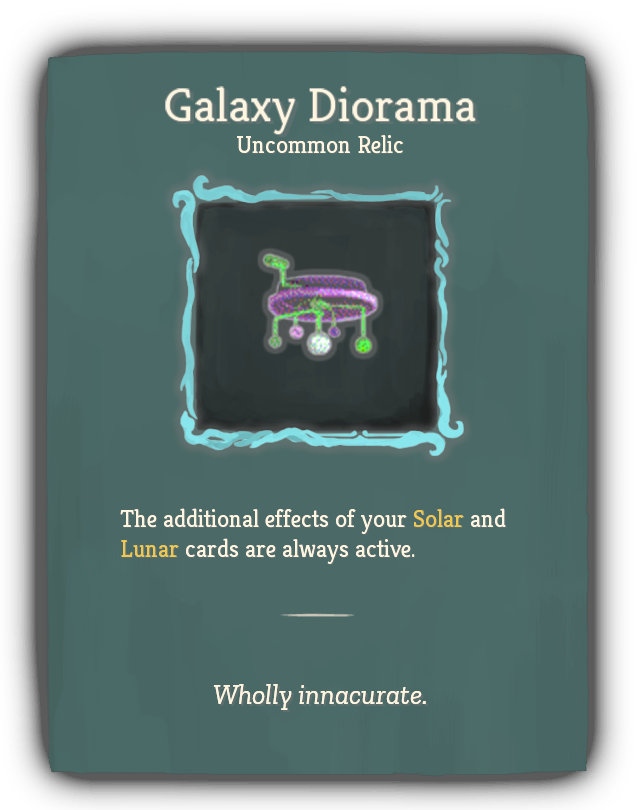 Galaxy Diorama
Uncommon Relic
The additional effects of your Solar and
Lunar cards are always active.
Wholly innacurate.